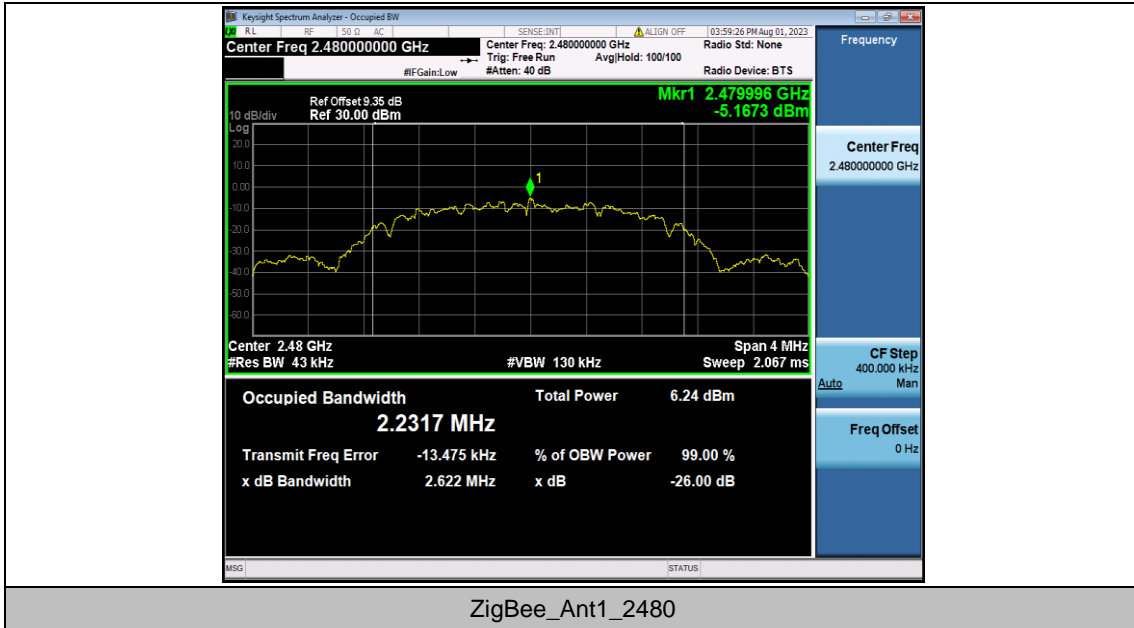 Keysight Spectrum Analyzer - Occupied BW
RL RF 50 Ω AC SENSE:INT ALIGN OFF 03:59:26 PM Aug 01, 2023
Center Freq 2.480000000 GHz
Center Freq: 2.480000000 GHz
Radio Std: None
Trig: Free Run Avg|Hold: 100/100
#IFGain:Low
#Atten: 40 dB
Radio Device: BTS
Frequency
Mkr1 2.479996 GHz
-5.1673 dBm
Ref Offset 9.35 dB
10 dB/div Ref 30.00 dBm
Log
20.0
10.0
0.00
-10.0
-20.0
-30.0
-40.0
-50.0
-60.0
1
Center 2.48 GHz Span 4 MHz
#Res BW 43 kHz #VBW 130 kHz Sweep 2.067 ms
Center Freq
2.480000000 GHz
CF Step
400.000 kHz
Auto Man
Freq Offset
0 Hz
Occupied Bandwidth Total Power 6.24 dBm
2.2317 MHz
Transmit Freq Error -13.475 kHz % of OBW Power 99.00 %
x dB Bandwidth 2.622 MHz x dB -26.00 dB
MSG STATUS
ZigBee_Ant1_2480